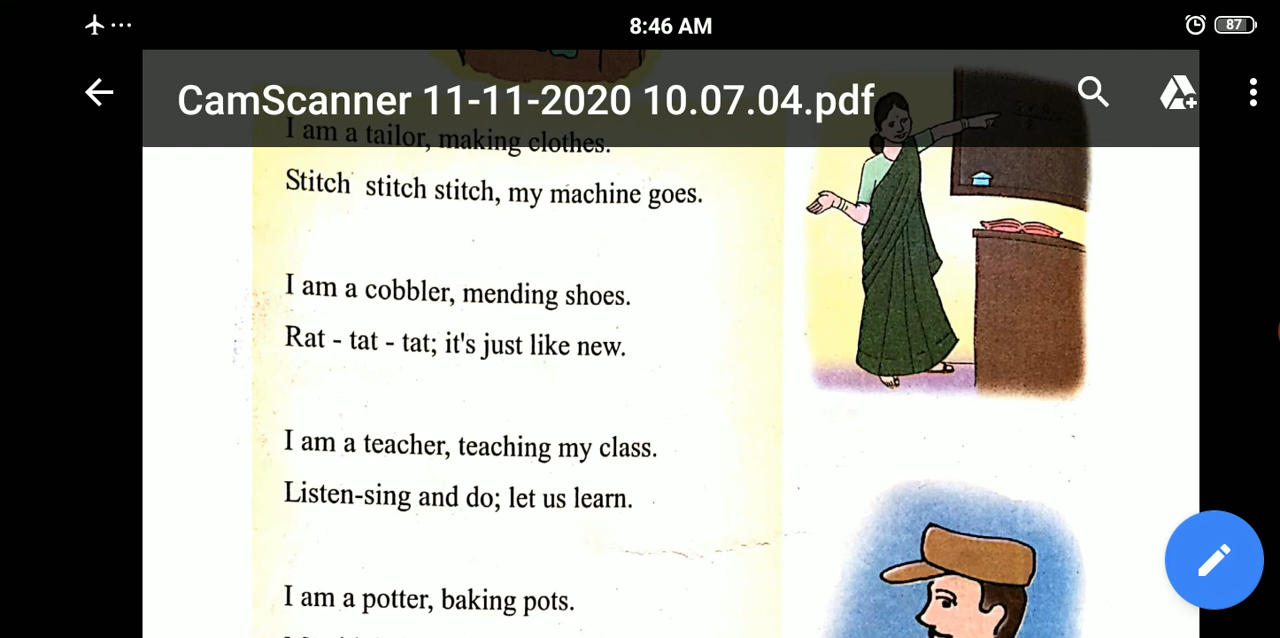 8:46 AM
87
CamScanner 11-11-2020 10.07.04.pdf
I am a tailor, making clothes.
Stitch stitch stitch, my machine goes.
I am a cobbler, mending shoes.
Rat - tat - tat; it's just like new.
I am a teacher, teaching my class.
Listen-sing and do; let us learn.
I am a potter, baking pots.